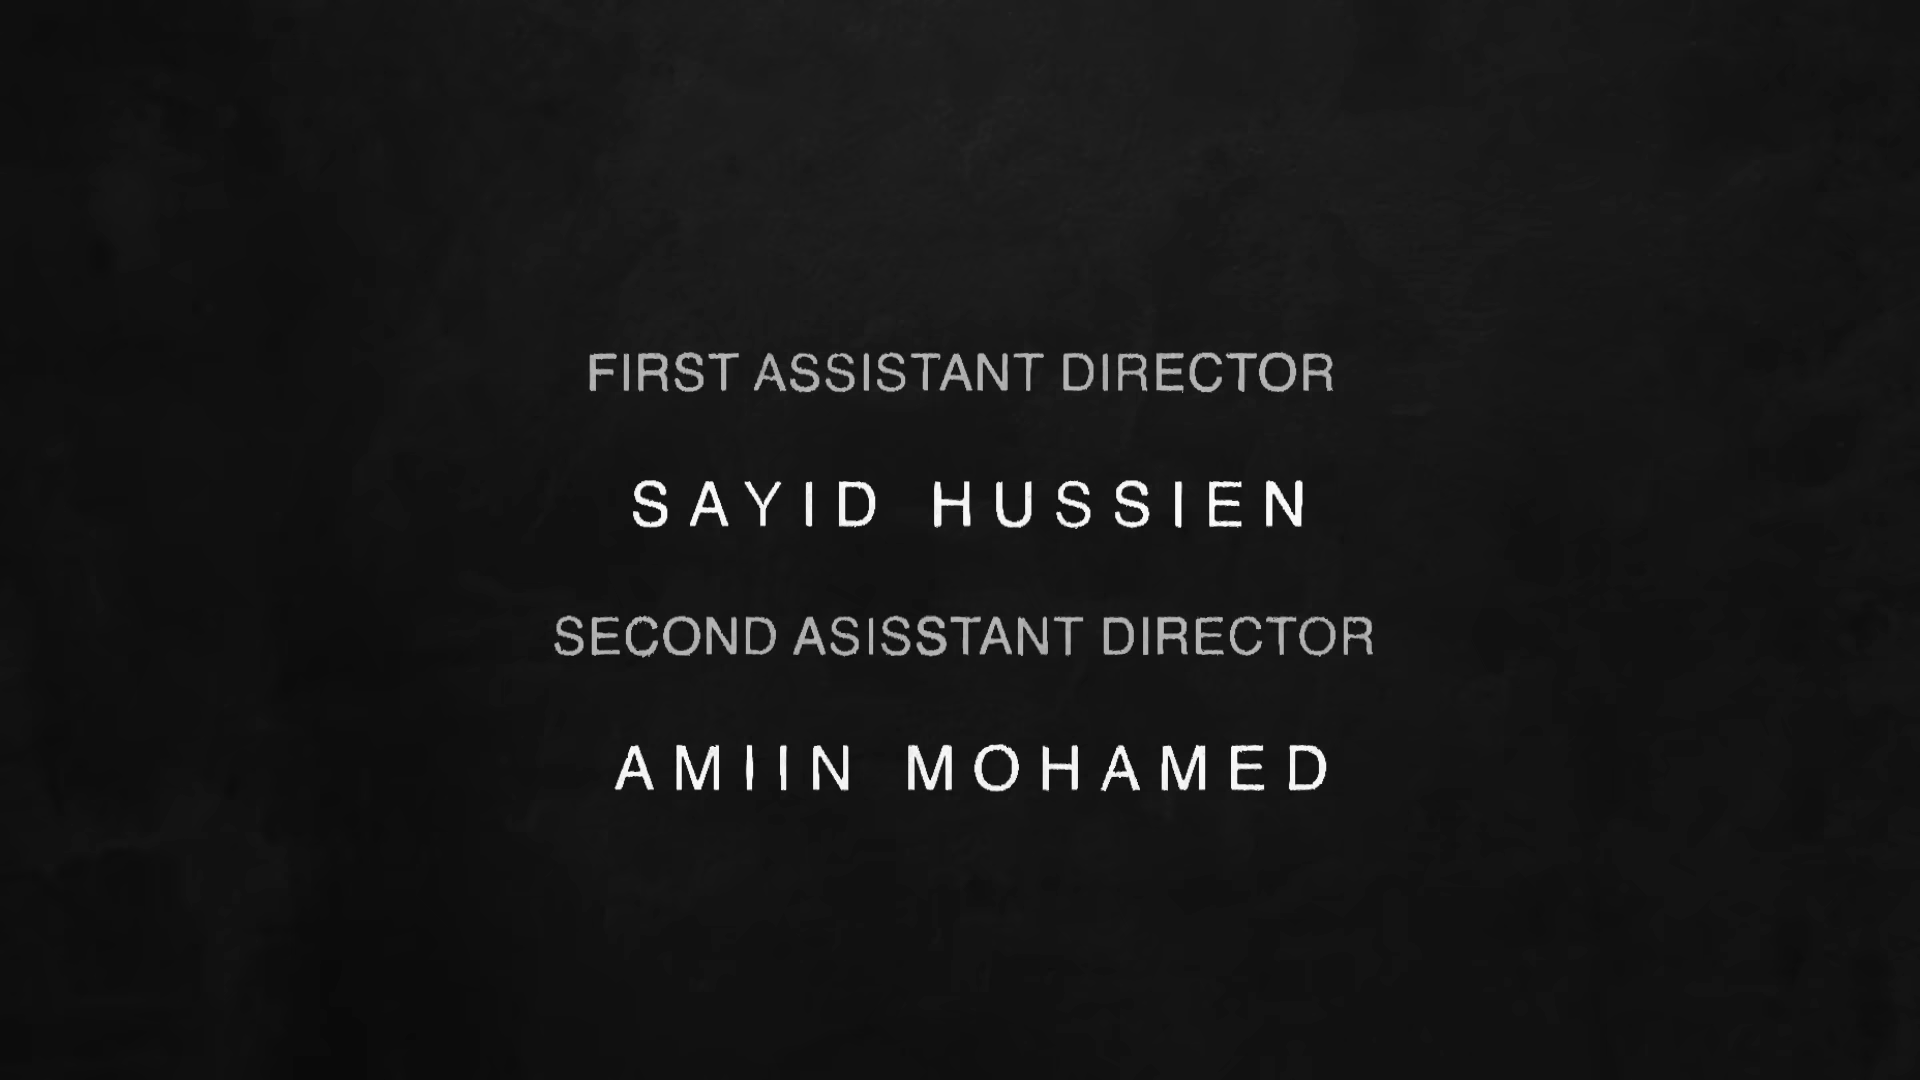 FIRST ASSISTANT DIRECTOR
SAYID HUSSIEN
SECOND ASISSTANT DIRECTOR
AMIIN MOHAMED